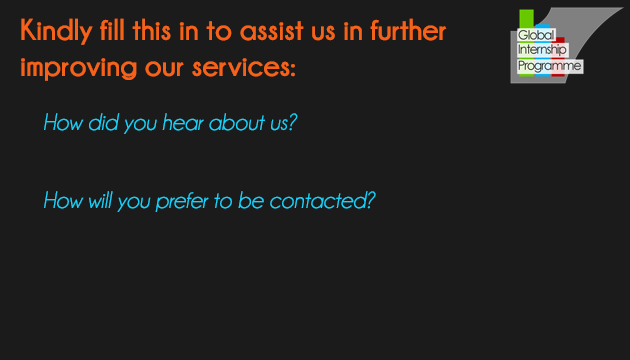 Kindly fill this in to assist us in further
improving our services:
Global
Internship
Programme
How did you hear about us?
How will you prefer to be contacted?